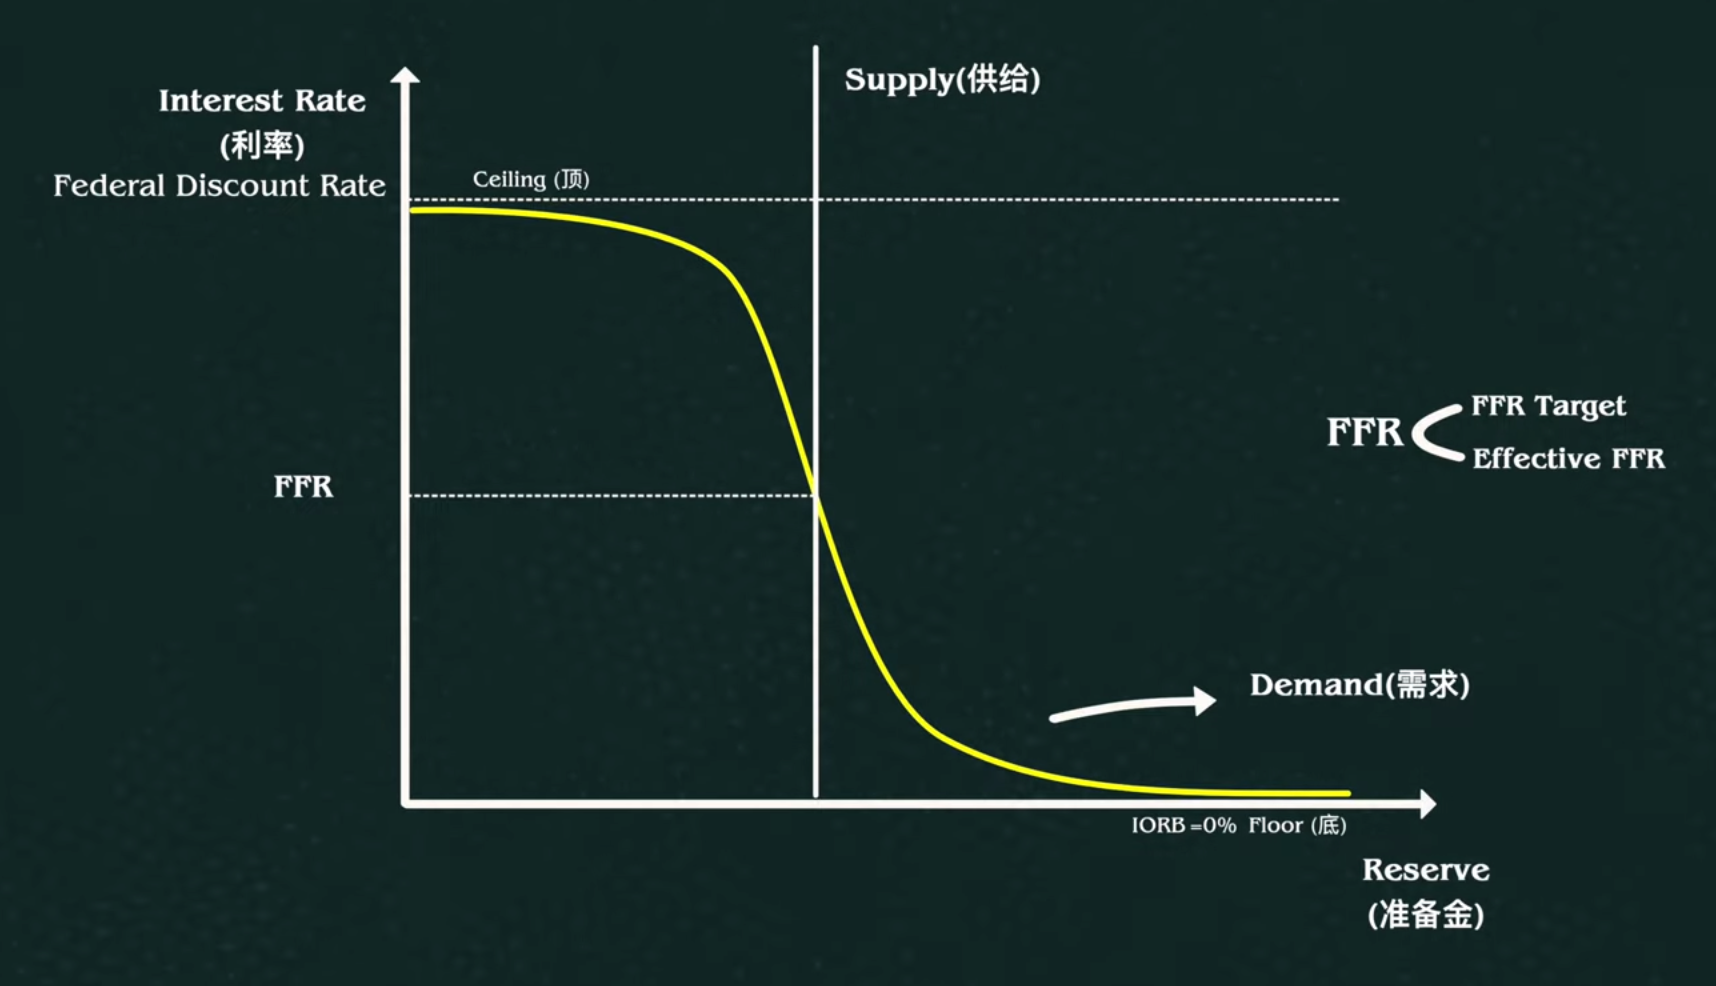 Supply(供给)
Interest Rate
(利率)
Federal Discount Rate
Ceiling (顶)
FFR
FFR
FFR Target
Effective FFR
Demand(需求)
IORB =0% Floor (底)
Reserve
(准备金)